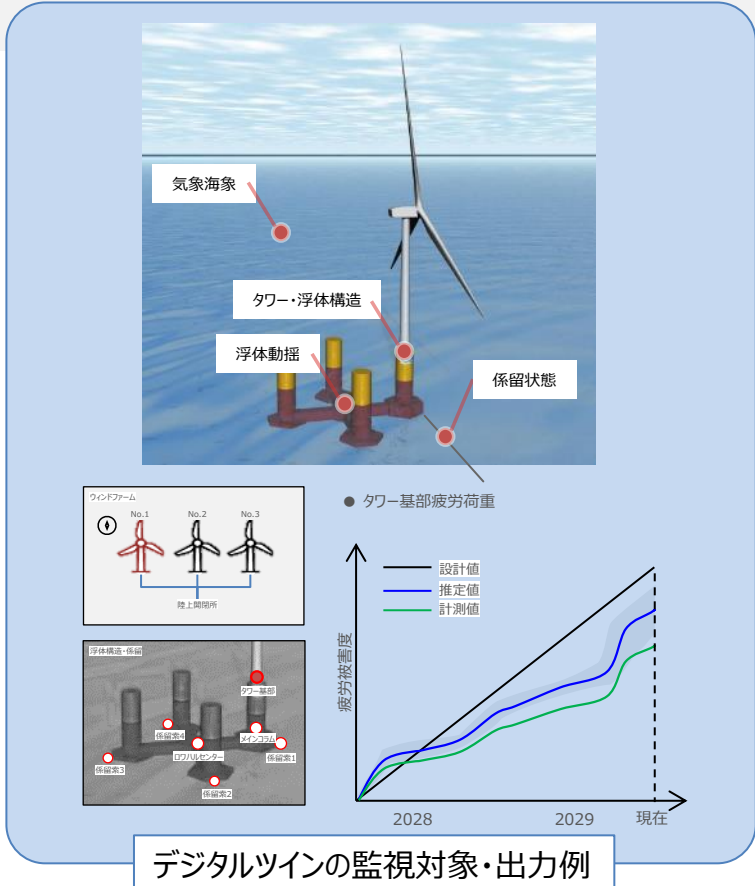 気象海象
タワー・浮体構造
浮体動揺
係留状態
ウィンドファーム
No.1
No.2
No.3
陸上開閉所
浮体構造・係留
タワー基部
係留索4
メインコラム
ロワハルセンター
係留索1
係留索3
係留索2
● タワー基部疲労荷重
設計値
推定値
計測値
疲労被害度
2028
2029
現在
デジタルツインの監視対象・出力例